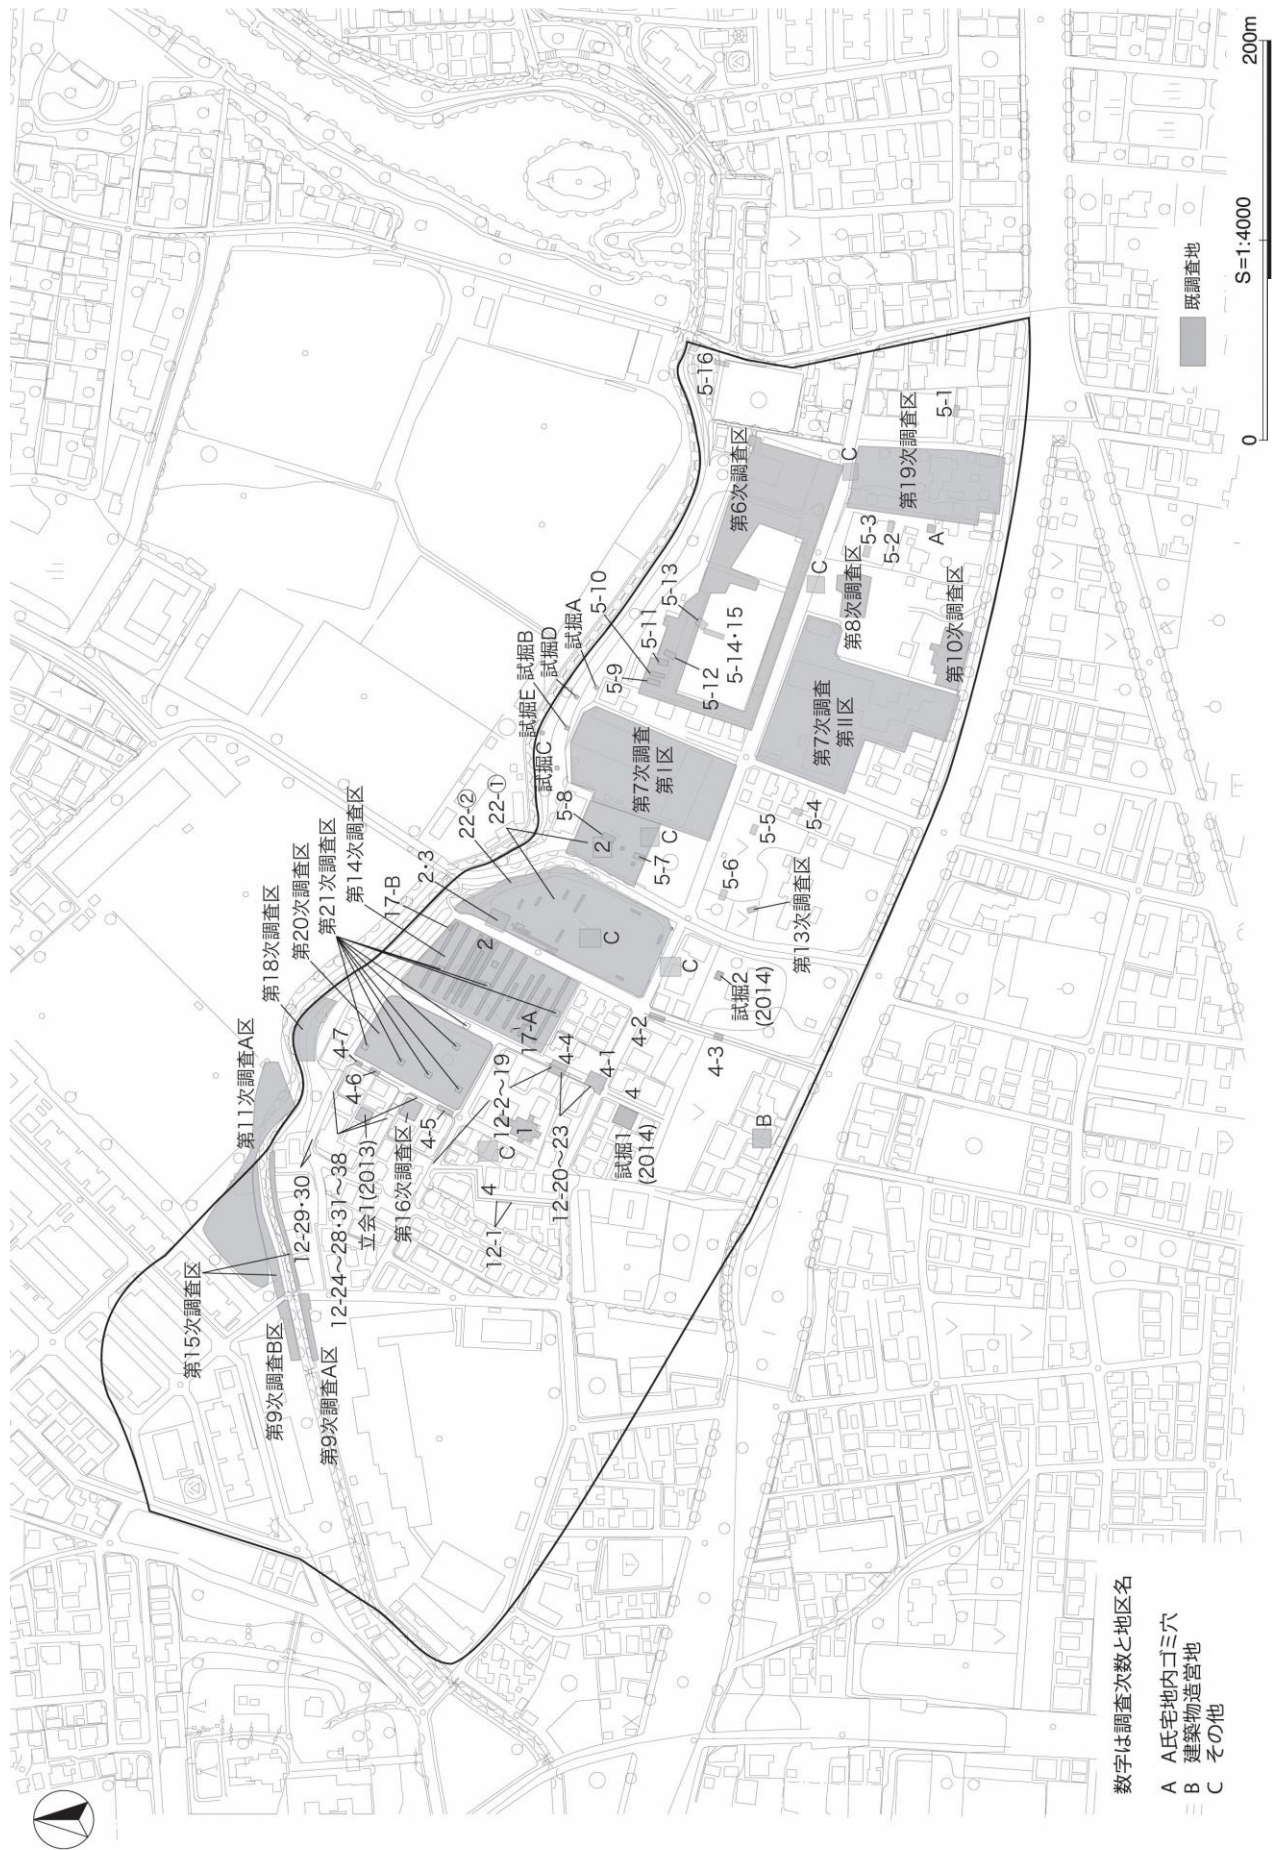 第11次調査A区
第18次調査区
第20次調査区
第21次調査区
第14次調査区
17-B
2・3
22-②
22-①
試掘C
試掘E
試掘B
試掘D
試掘A
5-8
5-9
5-11
5-10
5-13
5-12
5-14・15
第6次調査区
5-16
第15次調査区
第9次調査B区
第9次調査A区
12-29・30
12-24～28・31～38
立会1(2013)
第16次調査区
4-7
4-6
4-5
2
17-A
4-4
12-2～19
C
1
4
12-1
12-20～23
4-1
4
試掘1
(2014)
4-2
4-3
C
C
試掘2
(2014)
B
2
C
5-7
第7次調査
第Ⅰ区
5-6
5-5
5-4
第13次調査区
第7次調査
第Ⅱ区
C
第8次調査区
5-3
5-2
A
第10次調査区
C
第19次調査区
5-1
数字は調査次数と地区名
A A氏宅地内ゴミ穴
B 建築物造営地
C その他
既調査地
0
S=1:4000
200m